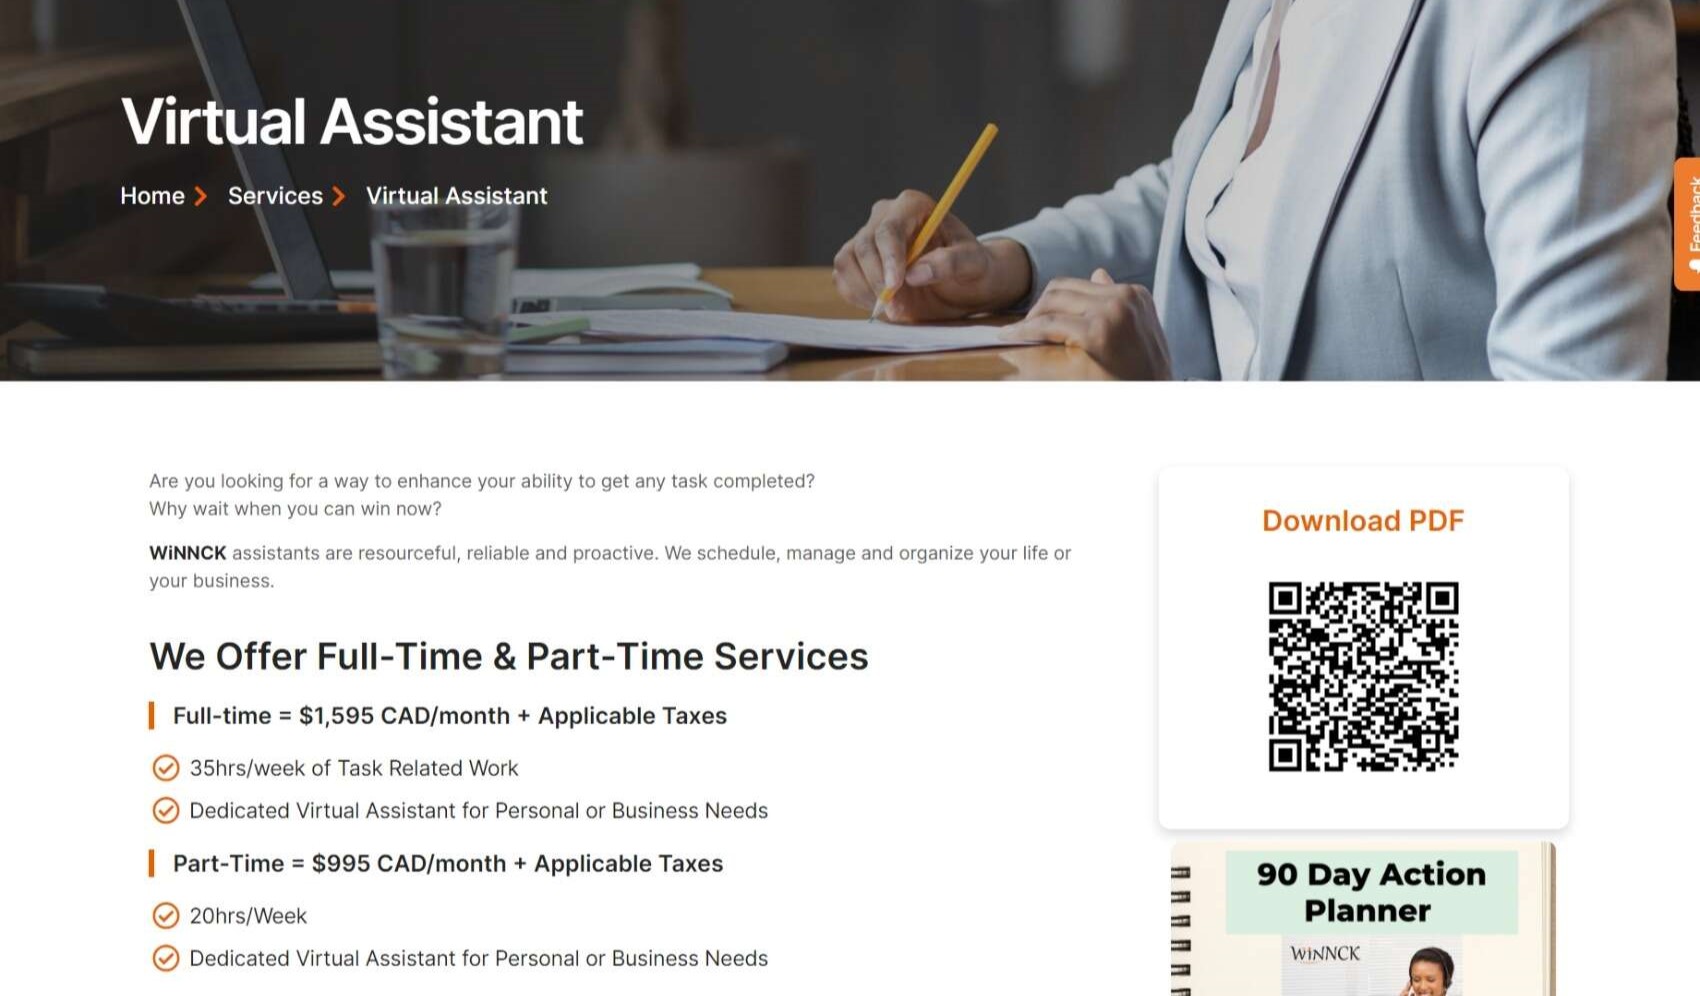 Virtual Assistant
Home Services Virtual Assistant
Feedback
Are you looking for a way to enhance your ability to get any task completed?
Why wait when you can win now?
WiNNCK assistants are resourceful, reliable and proactive. We schedule, manage and organize your life or
your business.
We Offer Full-Time & Part-Time Services
Full-time = $1,595 CAD/month + Applicable Taxes
35hrs/week of Task Related Work
Dedicated Virtual Assistant for Personal or Business Needs
Part-Time = $995 CAD/month + Applicable Taxes
20hrs/Week
Dedicated Virtual Assistant for Personal or Business Needs
Download PDF
90 Day Action
Planner
WiNNCK